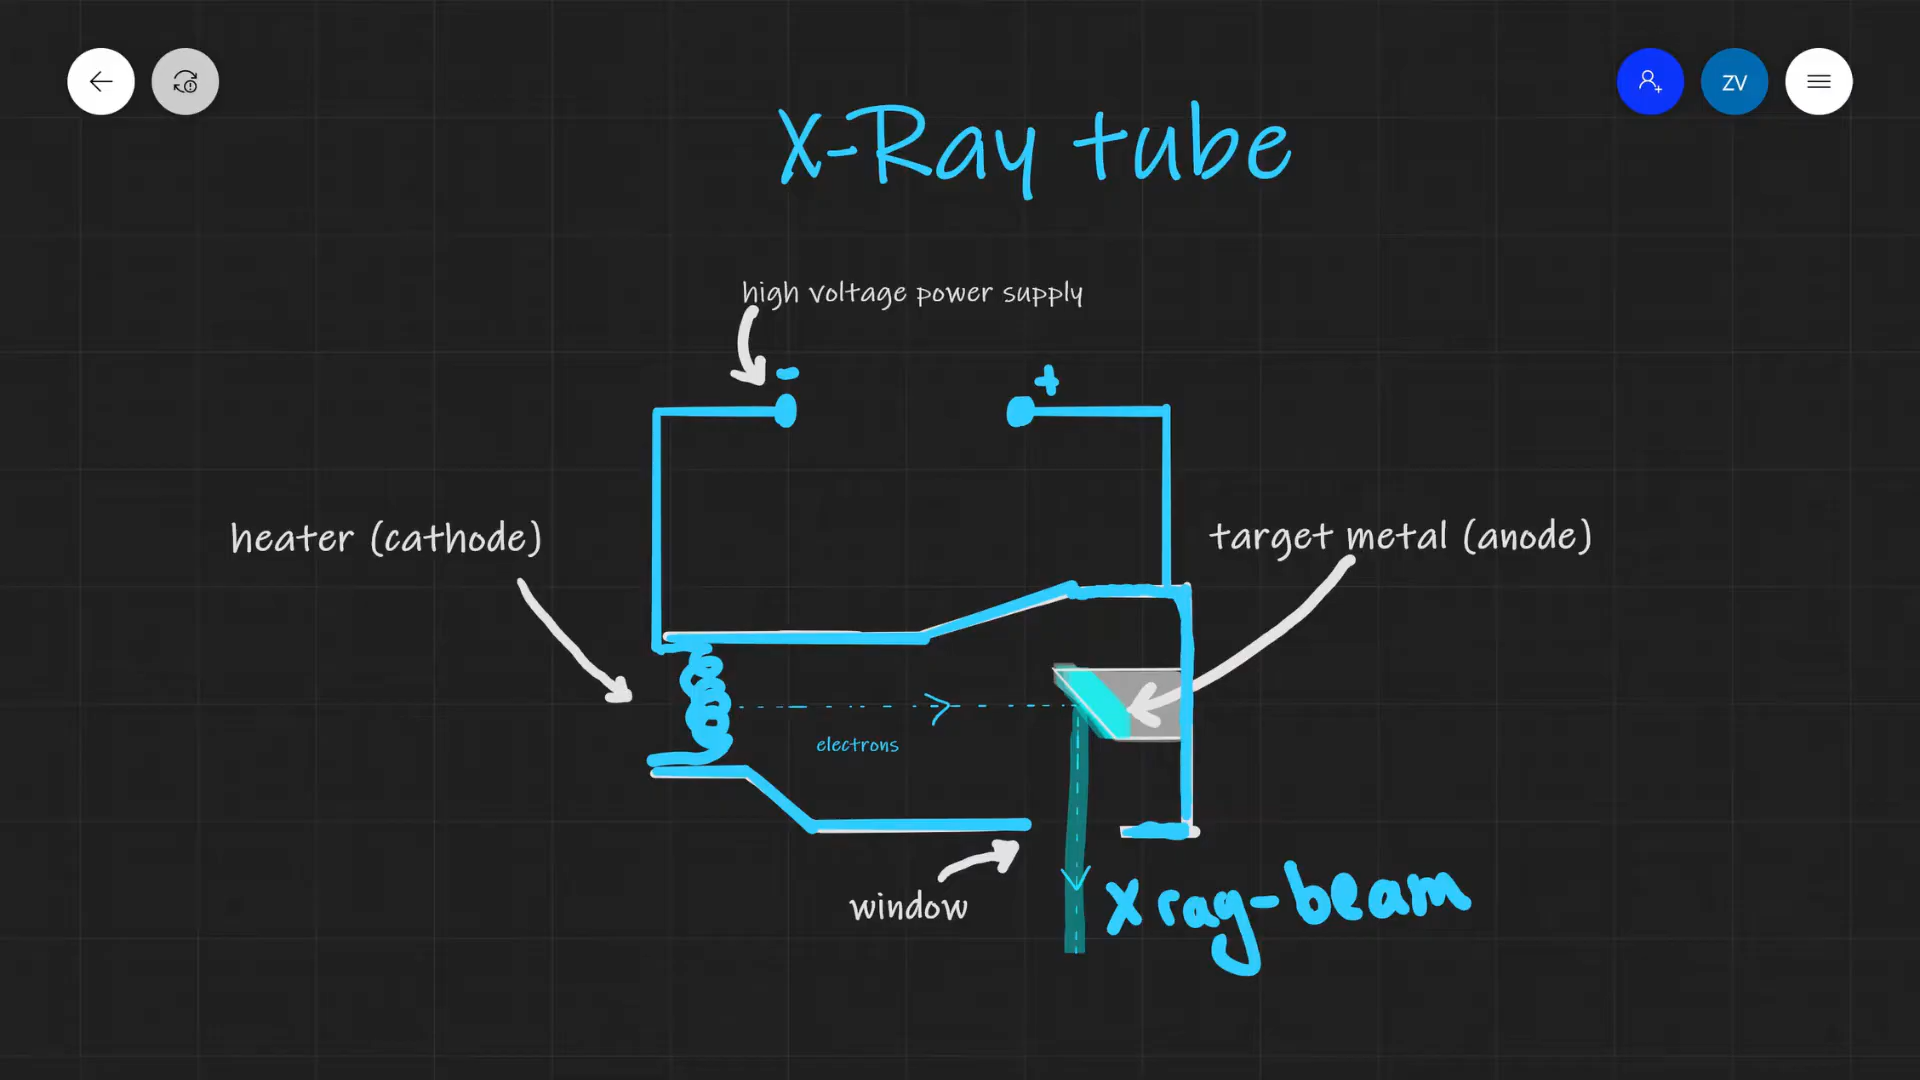 ZV
X-Ray tube
high voltage power supply
-
+
heater (cathode)
target metal (anode)
electrons
window
x ray-beam